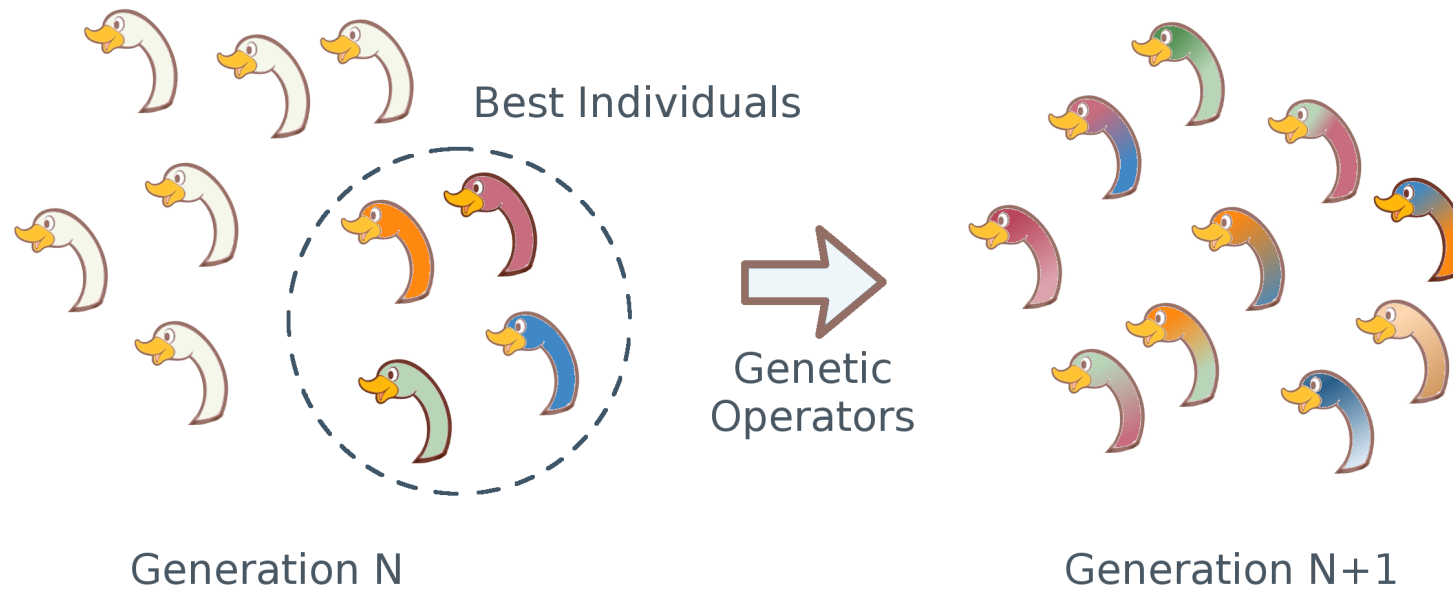 Best Individuals
Genetic
Operators
Generation N
Generation N+1